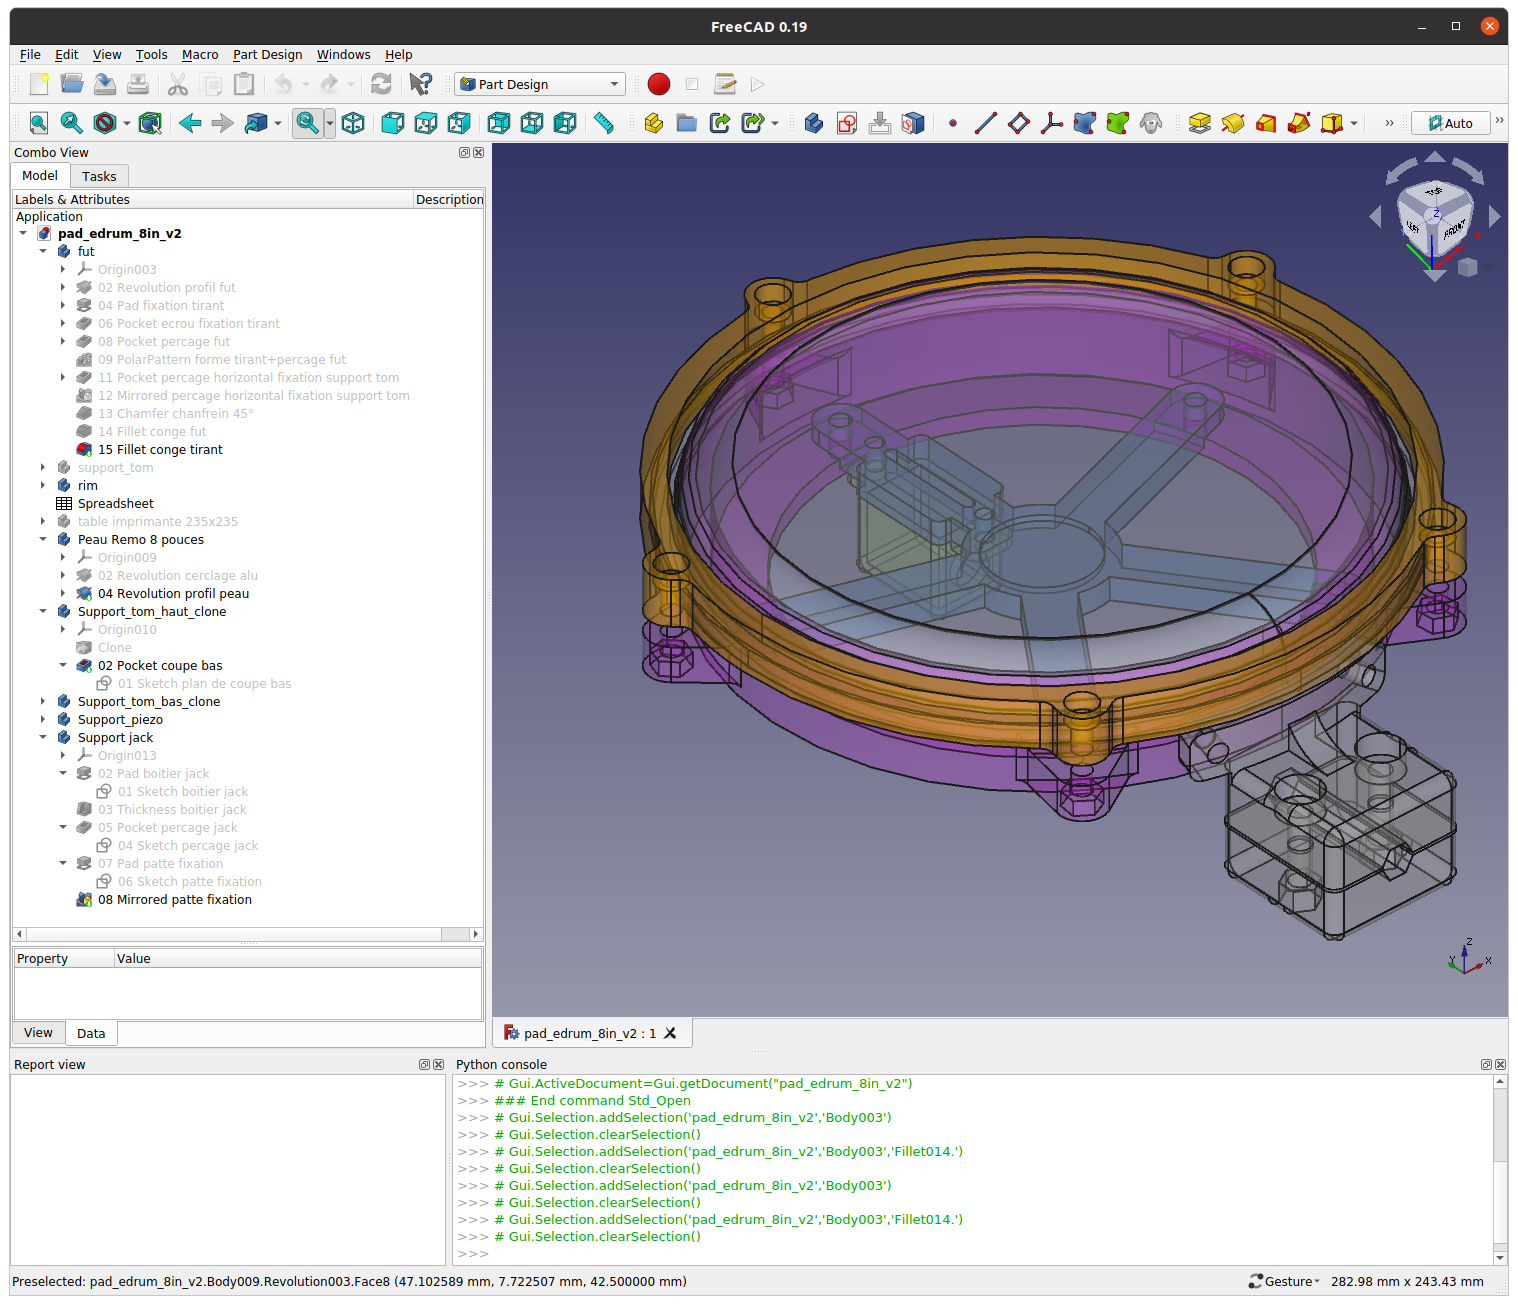 FreeCAD 0.19
File Edit View Tools Macro Part Design Windows Help
Part Design
Auto
Combo View
Model Tasks
Labels & Attributes Description
Application
pad_edrum_8in_v2
fut
Origin003
02 Revolution profil fut
04 Pad fixation tirant
06 Pocket ecrou fixation tirant
08 Pocket percage fut
09 PolarPattern forme tirant+percage fut
11 Pocket percage horizontal fixation support tom
12 Mirrored percage horizontal fixation support tom
13 Chamfer chanfrein 45°
14 Fillet conge fut
15 Fillet conge tirant
support_tom
rim
Spreadsheet
table imprimante 235x235
Peau Remo 8 pouces
Origin009
02 Revolution cerclage alu
04 Revolution profil peau
Support_tom_haut_clone
Origin010
Clone
02 Pocket coupe bas
01 Sketch plan de coupe bas
Support_tom_bas_clone
Support_piezo
Support jack
Origin013
02 Pad boitier jack
01 Sketch boitier jack
03 Thickness boitier jack
05 Pocket percage jack
04 Sketch percage jack
07 Pad patte fixation
06 Sketch patte fixation
08 Mirrored patte fixation
Property Value
View Data
TOP
LEFT
FRONT
Z
X
Z
Y
X
pad_edrum_8in_v2 : 1
Report view
Python console
>>> # Gui.ActiveDocument=Gui.getDocument("pad_edrum_8in_v2")
>>> ### End command Std_Open
>>> # Gui.Selection.addSelection('pad_edrum_8in_v2','Body003')
>>> # Gui.Selection.clearSelection()
>>> # Gui.Selection.addSelection('pad_edrum_8in_v2','Body003','Fillet014.')
>>> # Gui.Selection.clearSelection()
>>> # Gui.Selection.addSelection('pad_edrum_8in_v2','Body003')
>>> # Gui.Selection.clearSelection()
>>> # Gui.Selection.addSelection('pad_edrum_8in_v2','Body003','Fillet014.')
>>> # Gui.Selection.clearSelection()
>>>
Preselected: pad_edrum_8in_v2.Body009.Revolution003.Face8 (47.102589 mm, 7.722507 mm, 42.500000 mm)
Gesture
282.98 mm x 243.43 mm